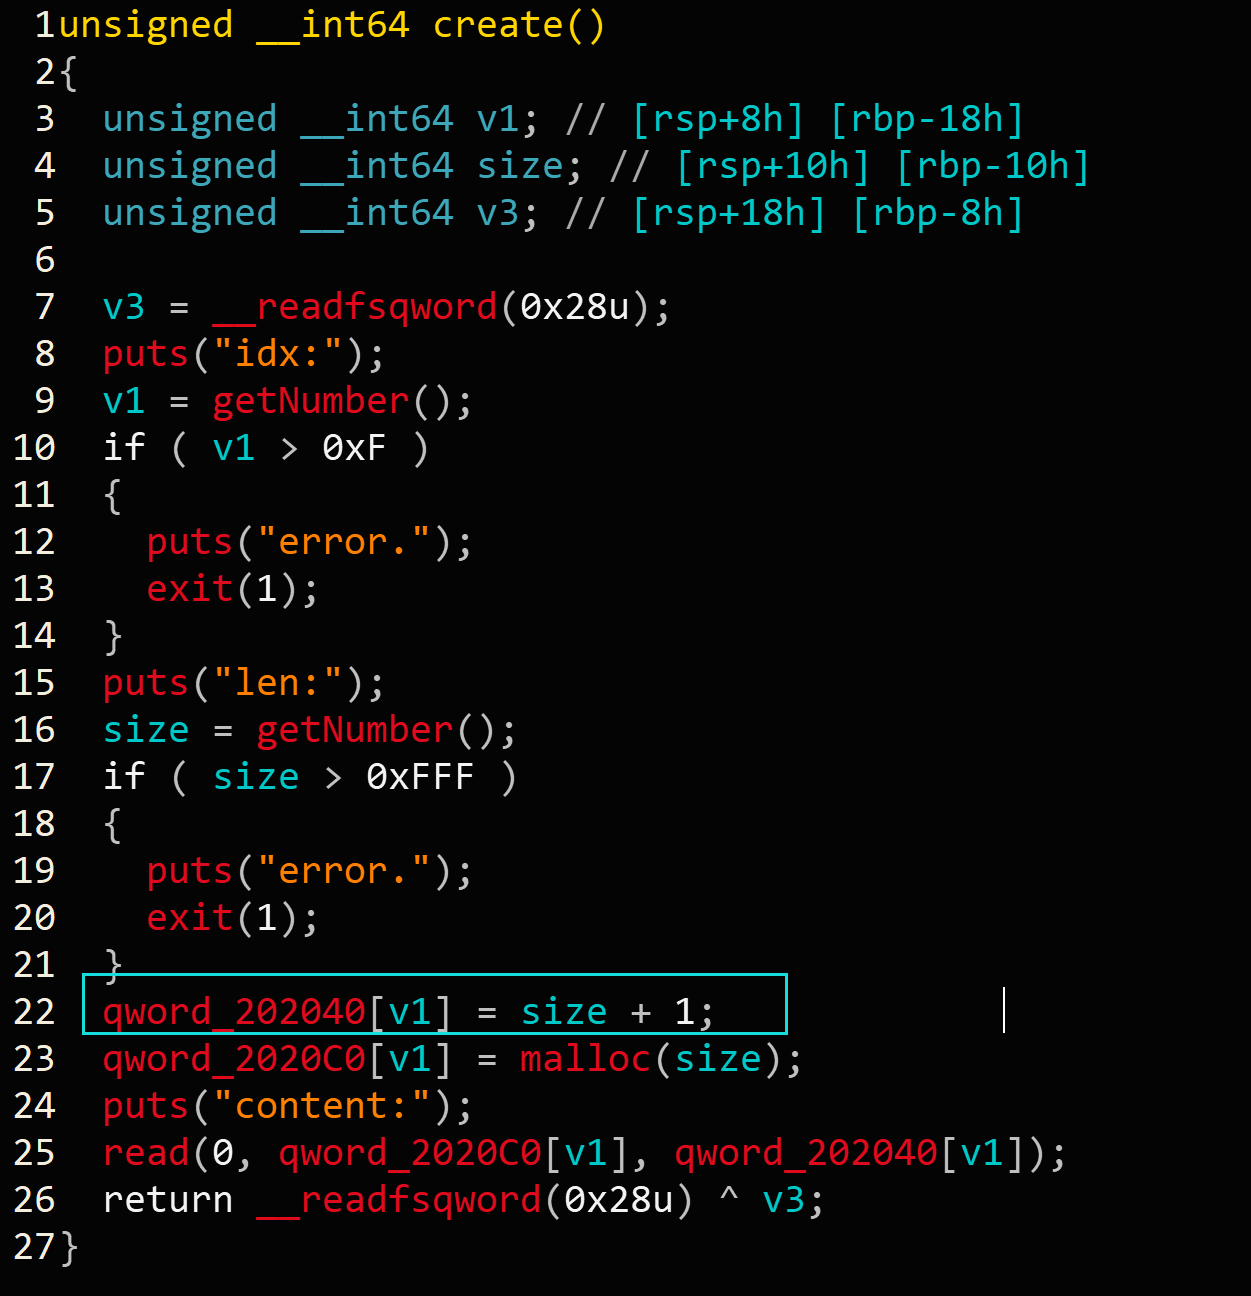 1unsigned __int64 create()
2{
3  unsigned __int64 v1; // [rsp+8h] [rbp-18h]
4  unsigned __int64 size; // [rsp+10h] [rbp-10h]
5  unsigned __int64 v3; // [rsp+18h] [rbp-8h]
6
7  v3 = __readfsqword(0x28u);
8  puts("idx:");
9  v1 = getNumber();
10  if ( v1 > 0xF )
11  {
12    puts("error.");
13    exit(1);
14  }
15  puts("len:");
16  size = getNumber();
17  if ( size > 0xFFF )
18  {
19    puts("error.");
20    exit(1);
21  }
22  qword_202040[v1] = size + 1;
23  qword_2020C0[v1] = malloc(size);
24  puts("content:");
25  read(0, qword_2020C0[v1], qword_202040[v1]);
26  return __readfsqword(0x28u) ^ v3;
27}